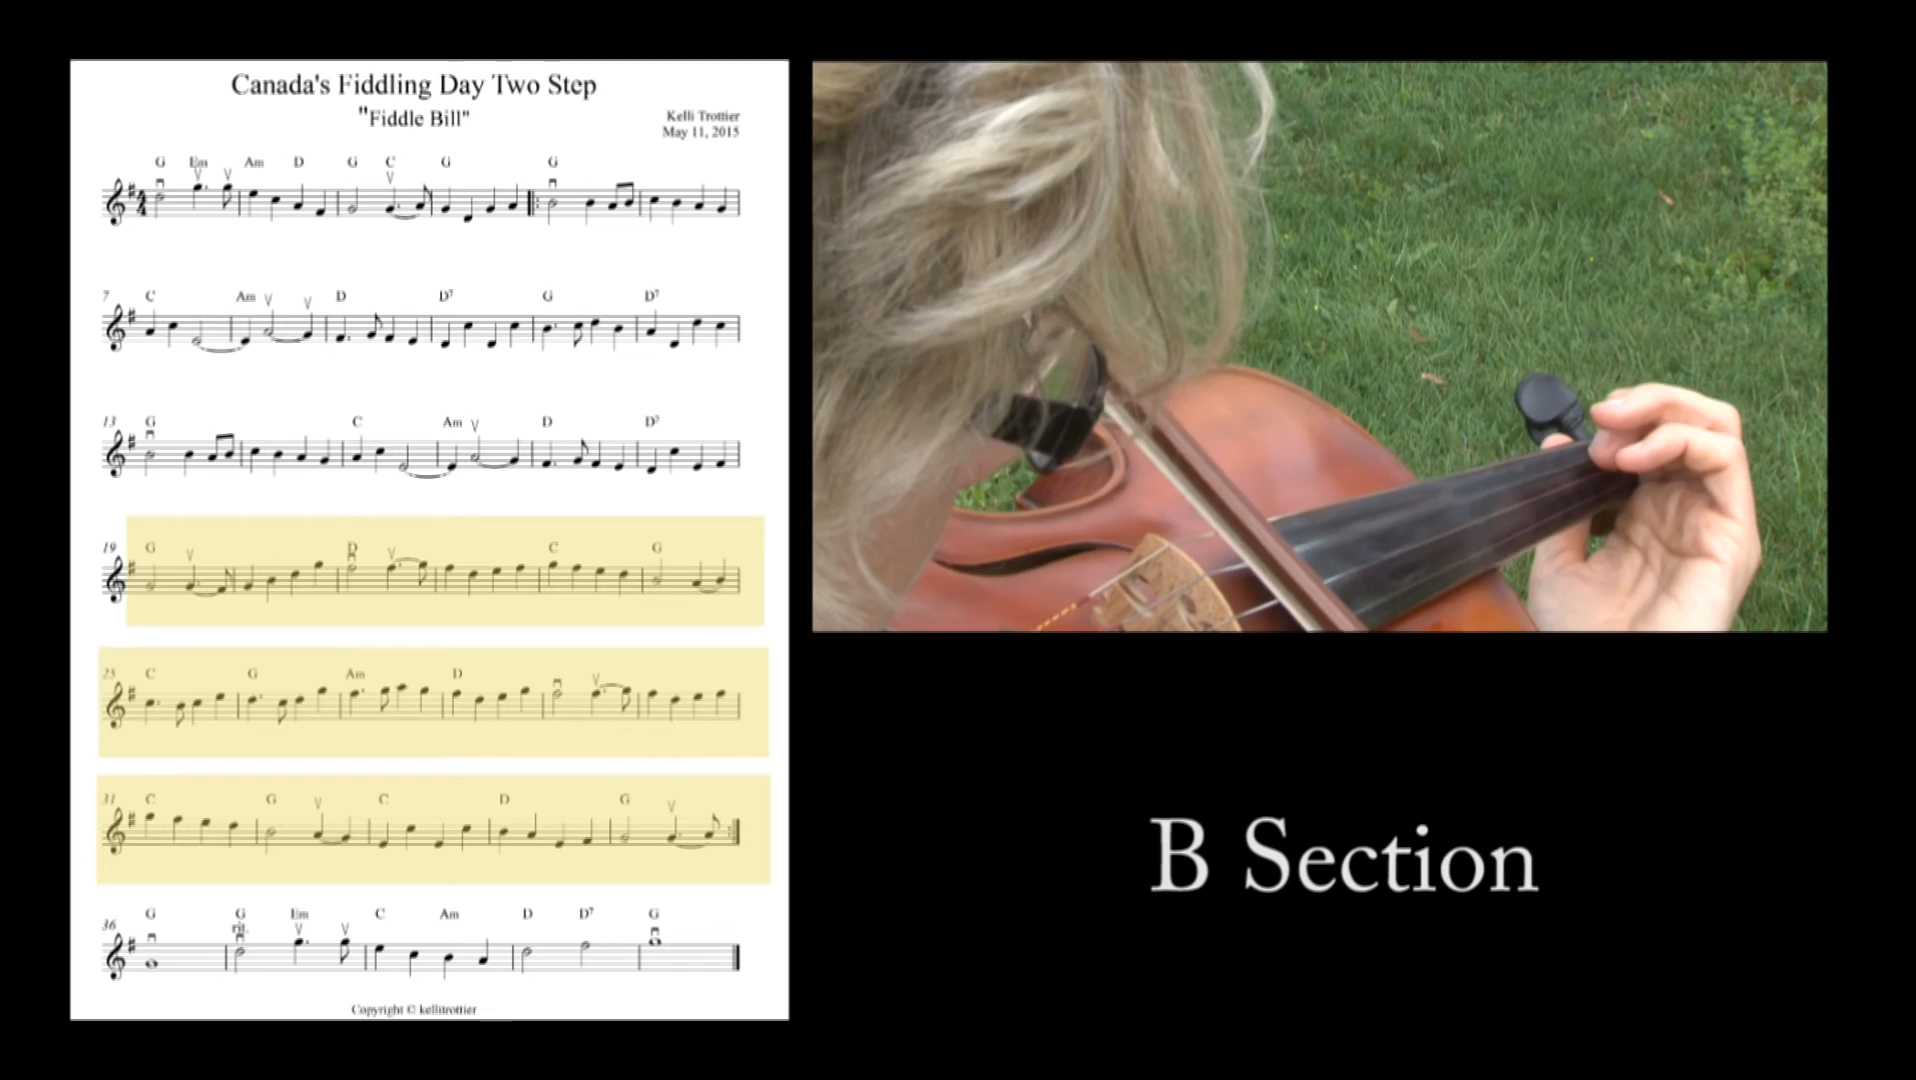 Canada's Fiddling Day Two Step
"Fiddle Bill"
Kelli Trottier
May 11, 2015
G Em Am D G C G G
7 C Am D D7 G D7
13 G C Am D D7
19 G D C G
25 C G Am D
31 C G C D G
36 G G Em C Am D D7 G
rit.
Copyright © kellitrottier
B Section